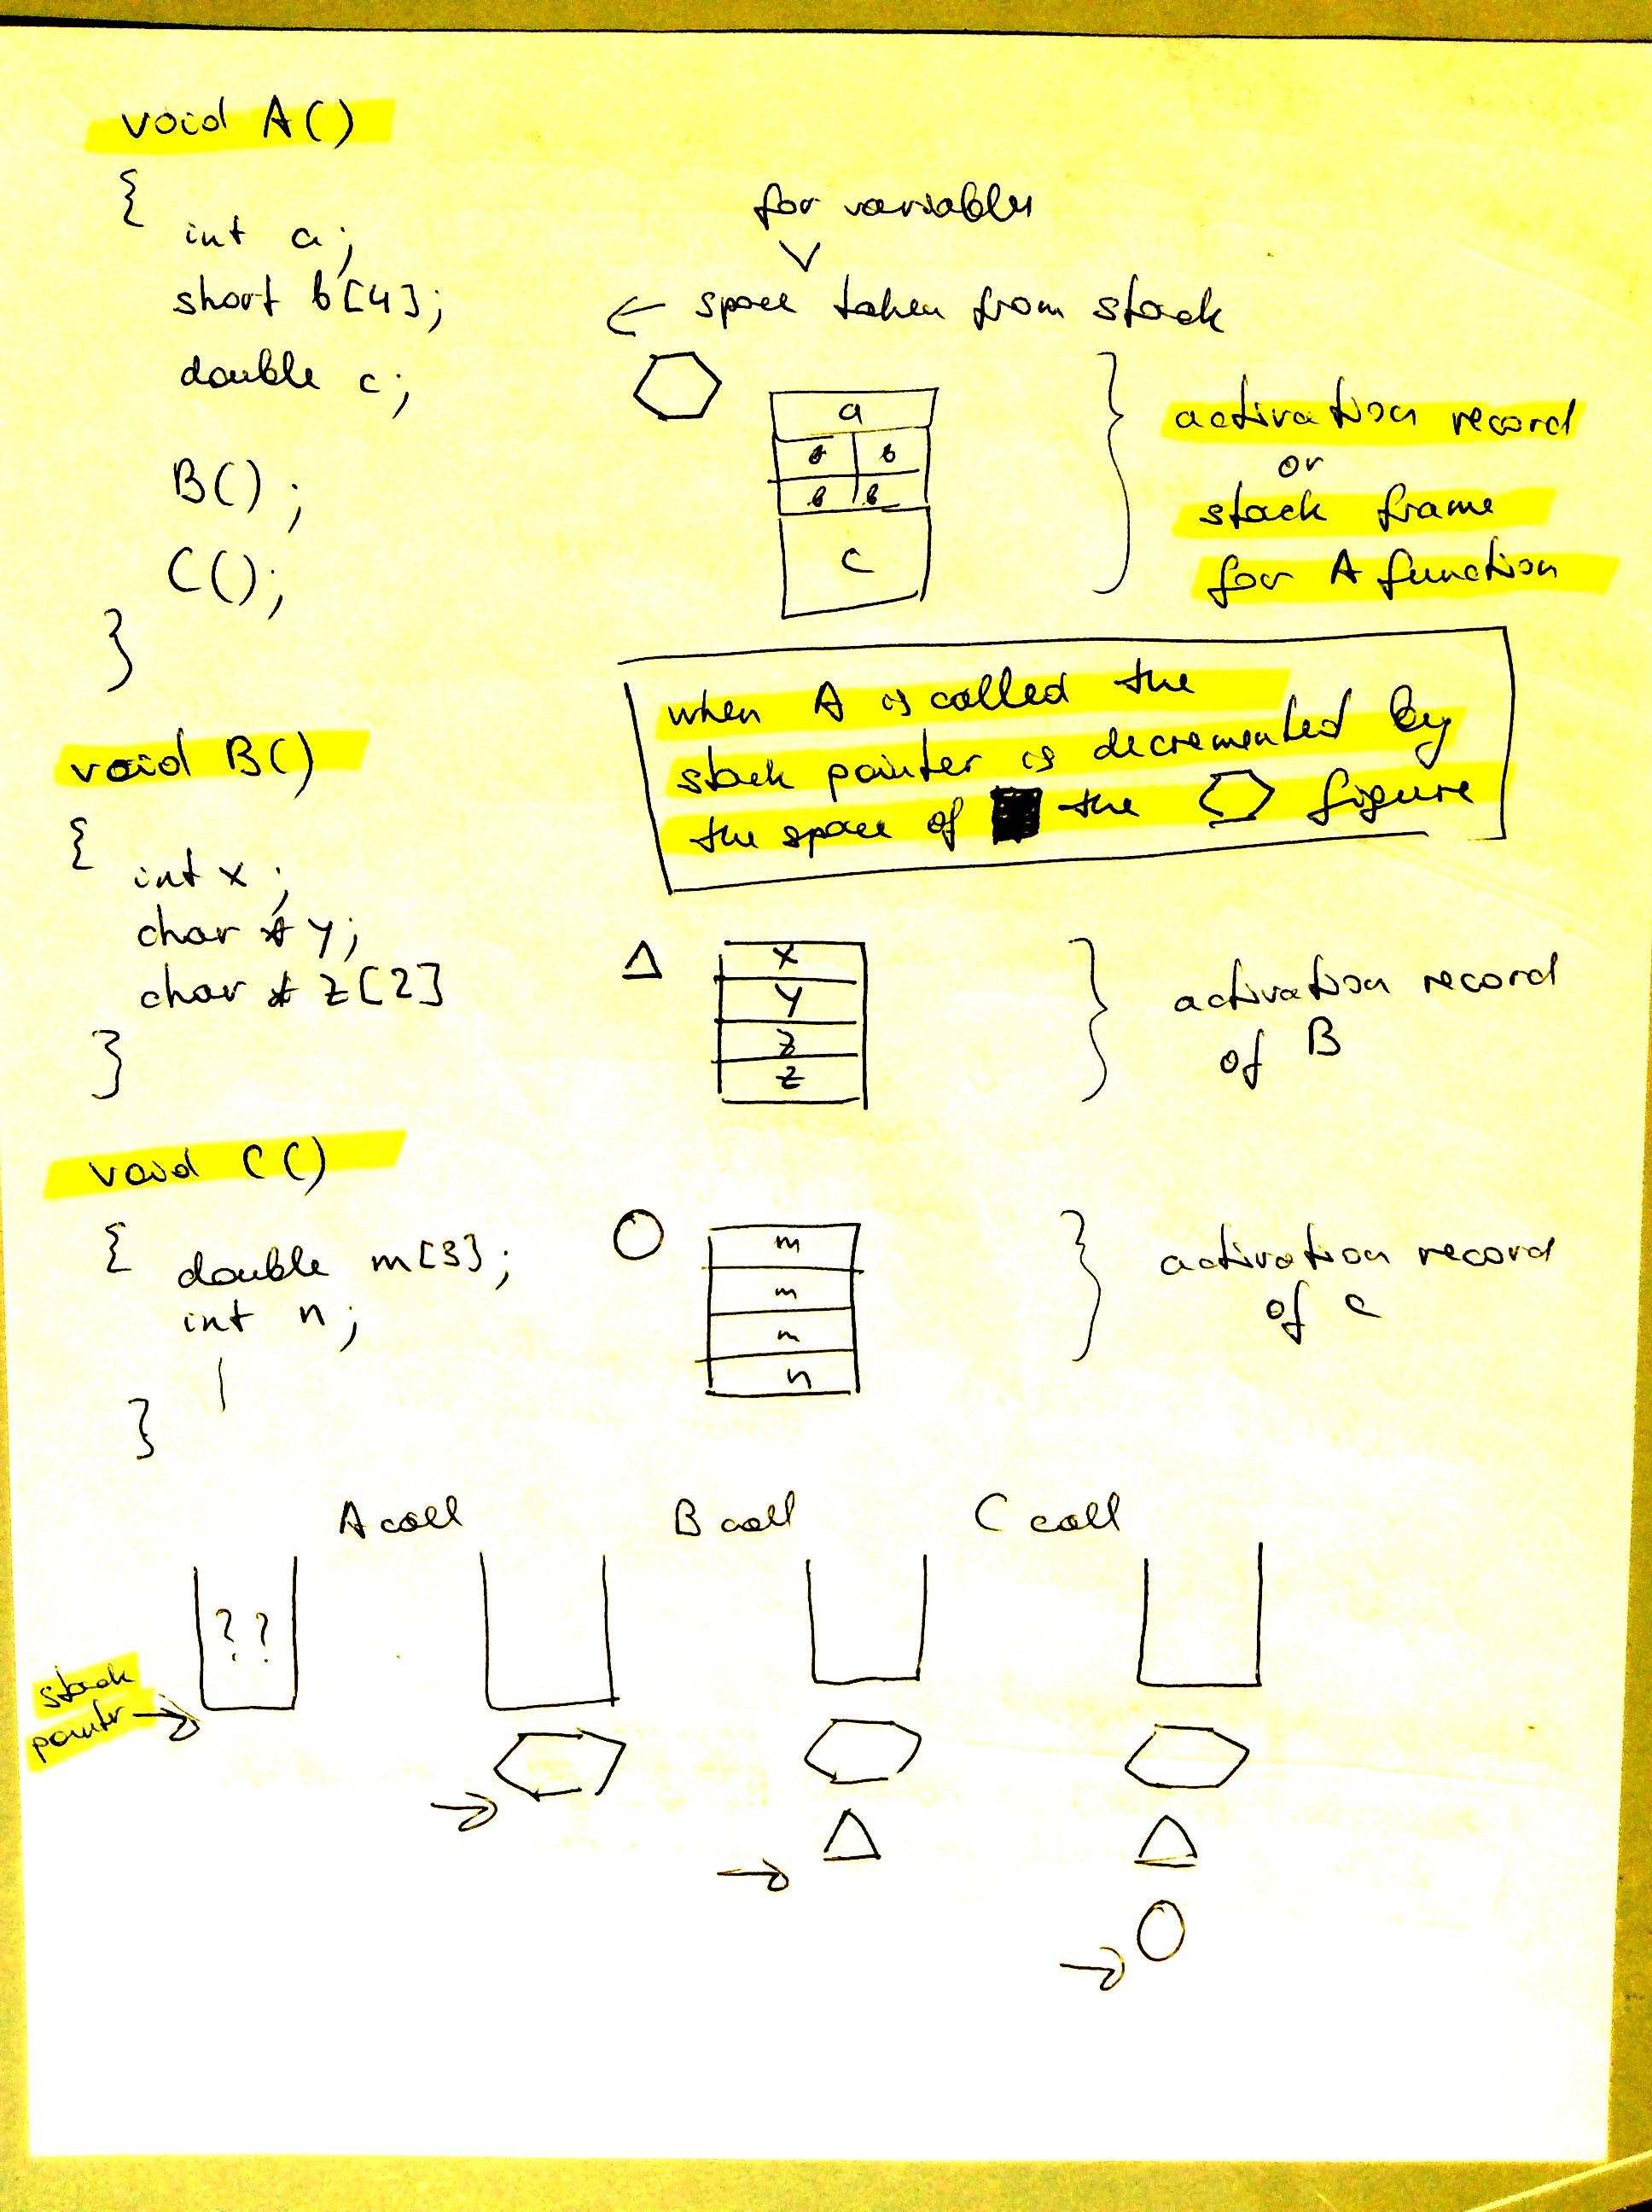 void A()
{
int a;
short b[4];
double c;
B();
C();
}
for variables
← space taken from stack
a
b b
b b
c
activation record
or
stack frame
for A function
when A is called the
stack pointer is decremented by
the space of the figure
void B()
{
int x;
char * y;
char * z[2]
}
x
y
z
z
activation record
of B
void C()
{ double m[3];
int n;
}
m
m
m
n
activation record
of C
A call B call C call
??
stack
pointer →